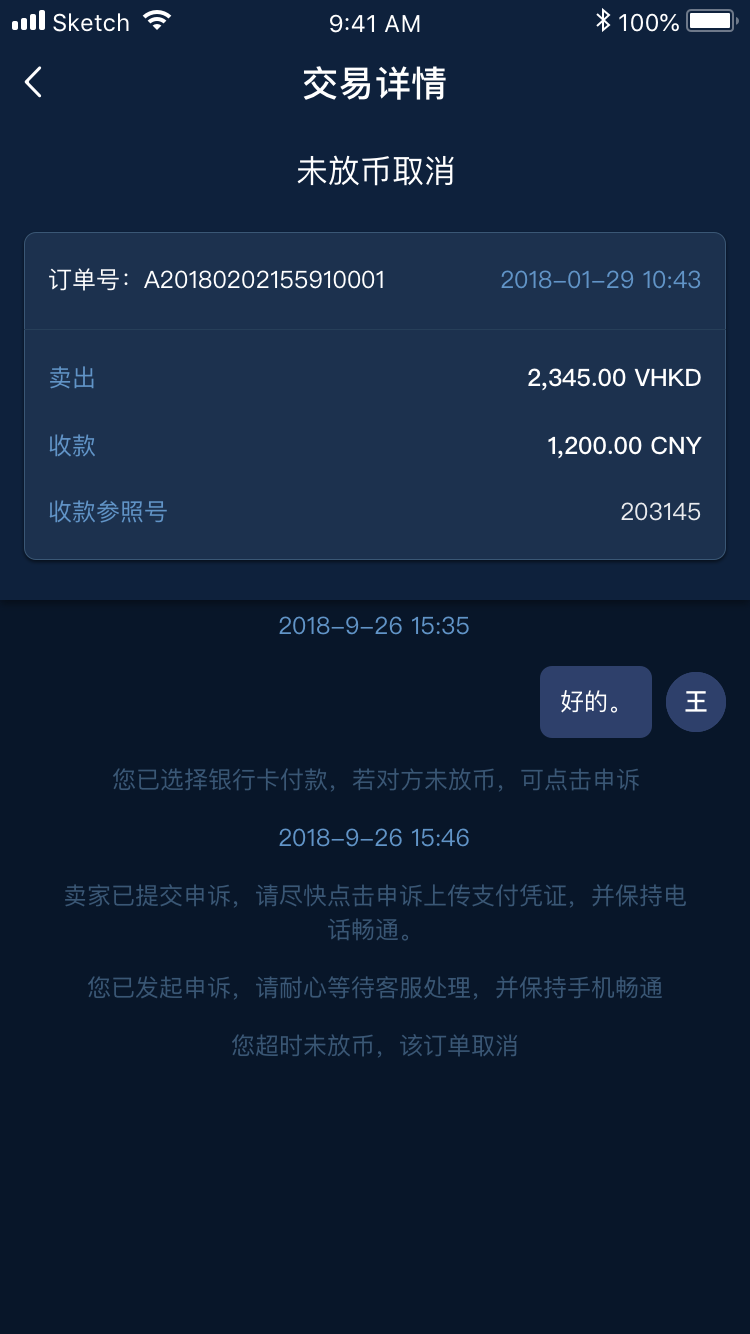 Sketch 9:41 AM 100%
交易详情
未放币取消
订单号：A20180202155910001 2018-01-29 10:43
卖出 2,345.00 VHKD
收款 1,200.00 CNY
收款参照号 203145
2018-9-26 15:35
好的。 王
您已选择银行卡付款，若对方未放币，可点击申诉
2018-9-26 15:46
卖家已提交申诉，请尽快点击申诉上传支付凭证，并保持电
话畅通。
您已发起申诉，请耐心等待客服处理，并保持手机畅通
您超时未放币，该订单取消